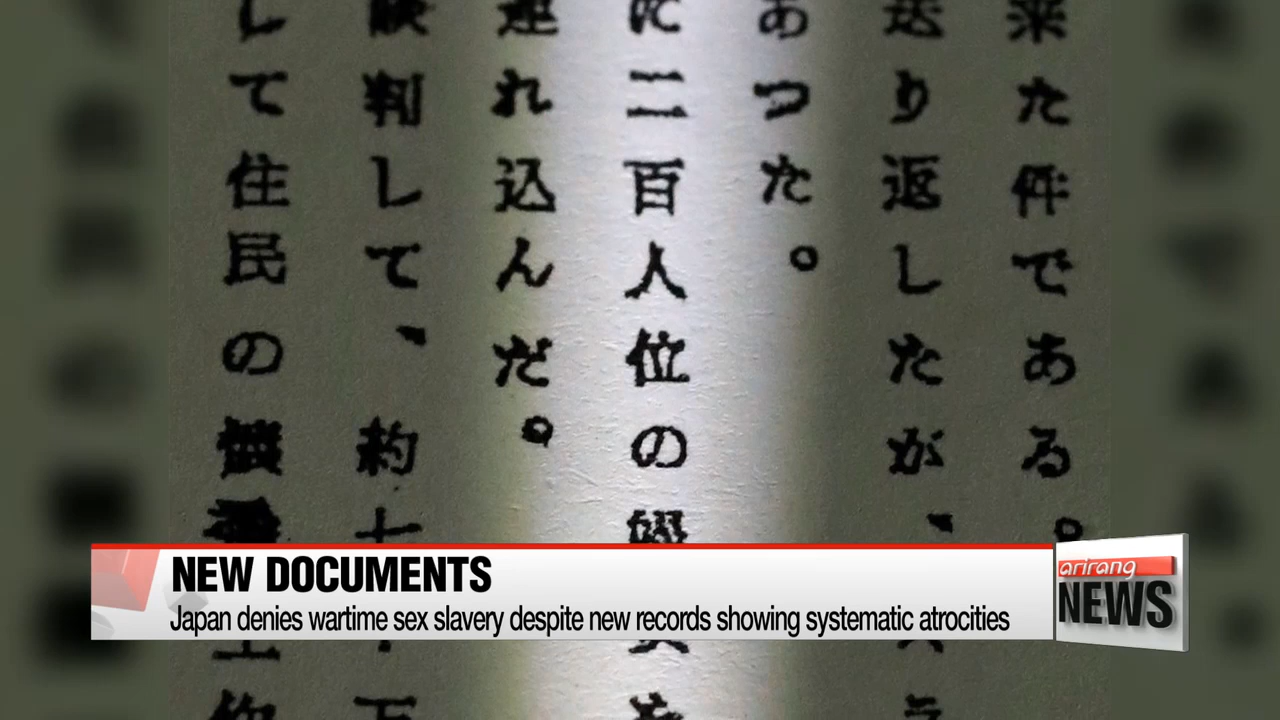 来た件である。
送り返したが、
あつた。
に二百人位の
連れ込んだ。
談判して、約
して住民の
NEW DOCUMENTS
Japan denies wartime sex slavery despite new records showing systematic atrocities
arirang
NEWS